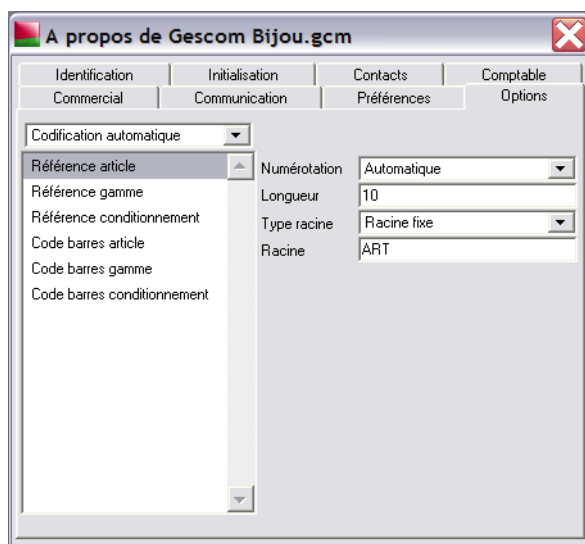 A propos de Gescom Bijou.gcm
Identification Initialisation Contacts Comptable
Commercial Communication Préférences Options
Codification automatique
Référence article
Référence gamme
Référence conditionnement
Code barres article
Code barres gamme
Code barres conditionnement
Numérotation Automatique
Longueur 10
Type racine Racine fixe
Racine ART